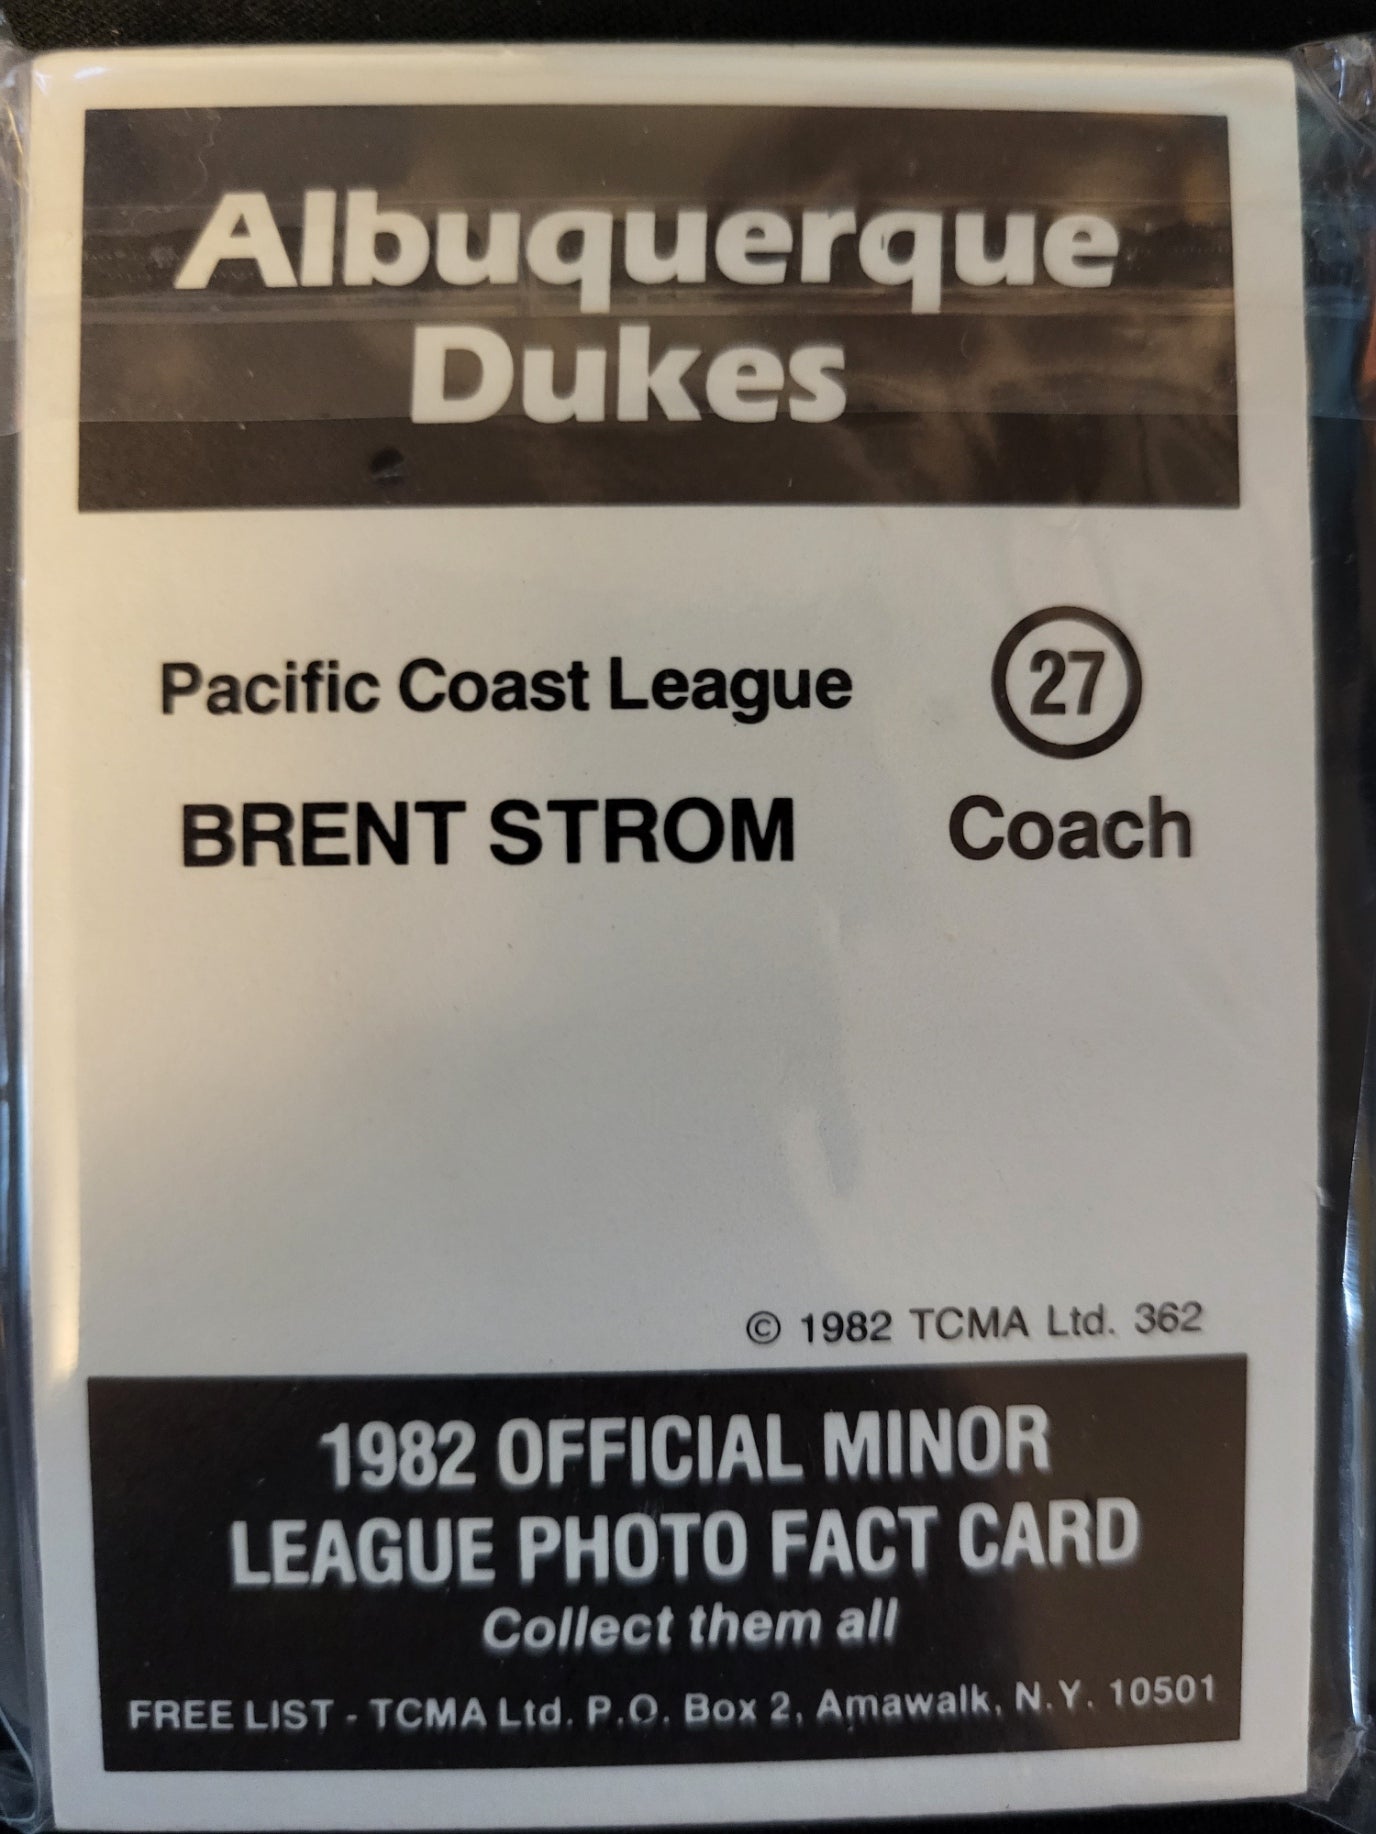 Albuquerque
Dukes
Pacific Coast League 27
BRENT STROM Coach
© 1982 TCMA Ltd. 362
1982 OFFICIAL MINOR
LEAGUE PHOTO FACT CARD
Collect them all
FREE LIST - TCMA Ltd. P.O. Box 2, Amawalk, N.Y. 10501